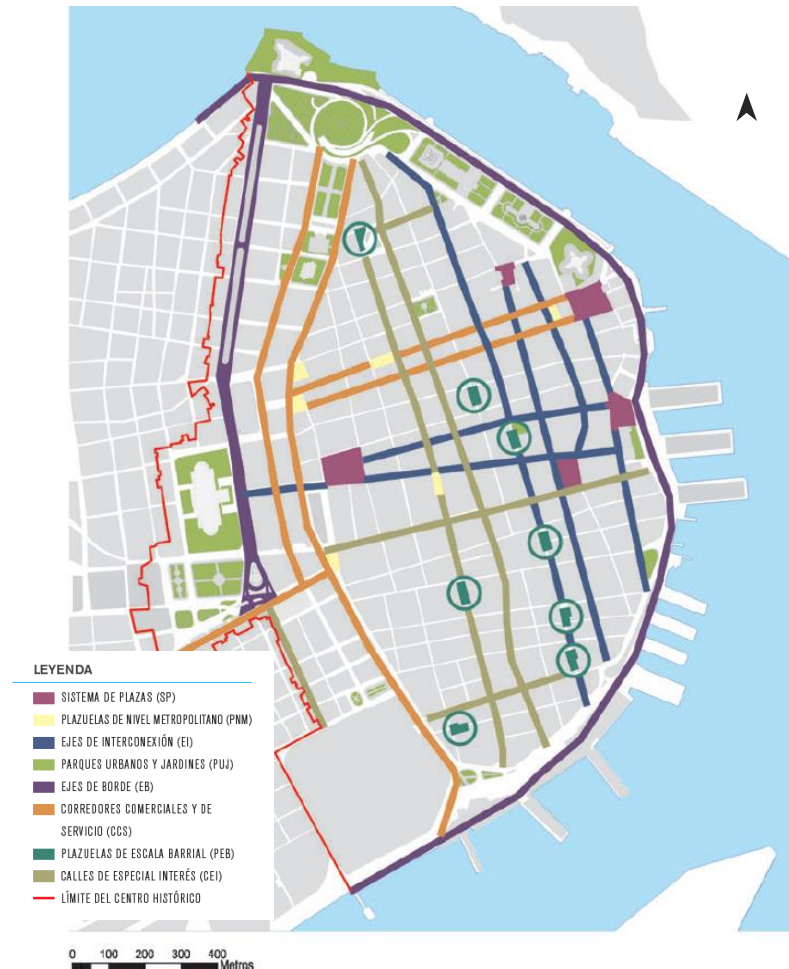 LEYENDA
SISTEMA DE PLAZAS (SP)
PLAZUELAS DE NIVEL METROPOLITANO (PNM)
EJES DE INTERCONEXIÓN (EI)
PARQUES URBANOS Y JARDINES (PUJ)
EJES DE BORDE (EB)
CORREDORES COMERCIALES Y DE
SERVICIO (CCS)
PLAZUELAS DE ESCALA BARRIAL (PEB)
CALLES DE ESPECIAL INTERÉS (CEI)
LÍMITE DEL CENTRO HISTÓRICO
0 100 200 300 400
Metros